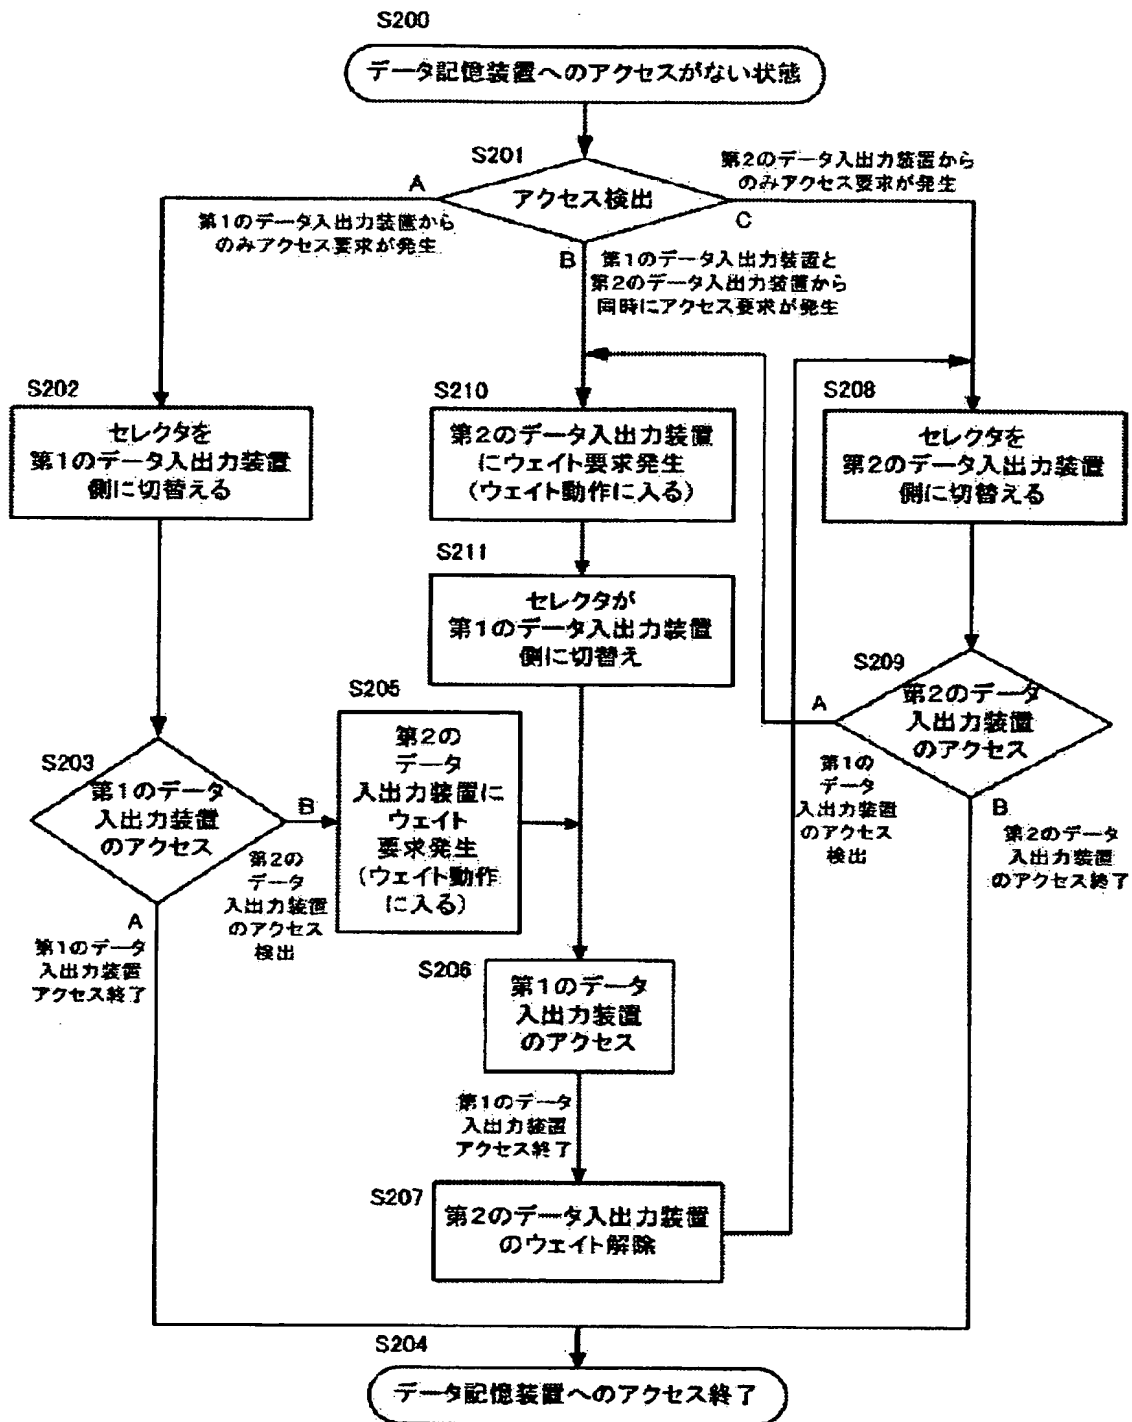 S200
データ記憶装置へのアクセスがない状態
S201
アクセス検出
A
第1のデータ入出力装置から
のみアクセス要求が発生
B
第1のデータ入出力装置と
第2のデータ入出力装置から
同時にアクセス要求が発生
C
第2のデータ入出力装置から
のみアクセス要求が発生
S202
セレクタを
第1のデータ入出力装置
側に切替える
S210
第2のデータ入出力装置
にウェイト要求発生
(ウェイト動作に入る)
S208
セレクタを
第2のデータ入出力装置
側に切替える
S211
セレクタが
第1のデータ入出力装置
側に切替え
S209
第2のデータ
入出力装置
のアクセス
A
第1の
データ
入出力装置
のアクセス
検出
B
第2のデータ
入出力装置
のアクセス終了
S203
第1のデータ
入出力装置
のアクセス
B
第2の
データ
入出力装置
のアクセス
検出
A
第1のデータ
入出力装置
アクセス終了
S205
第2の
データ
入出力装置に
ウェイト
要求発生
(ウェイト動作
に入る)
S206
第1のデータ
入出力装置
のアクセス
第1のデータ
入出力装置
アクセス終了
S207
第2のデータ入出力装置
のウェイト解除
S204
データ記憶装置へのアクセス終了